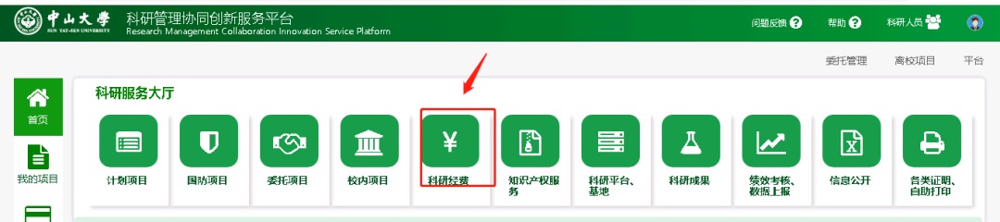 中山大學
SUN YAT-SEN UNIVERSITY
科研管理协同创新服务平台
Research Management Collaboration Innovation Service Platform
问题反馈 ?
帮助 ?
科研人员
委托管理
离校项目
平台
首页
我的项目
科研服务大厅
计划项目
国防项目
委托项目
校内项目
¥
科研经费
知识产权服
务
科研平台、
基地
科研成果
绩效考核、
数据上报
X
信息公开
各类证明、
自助打印